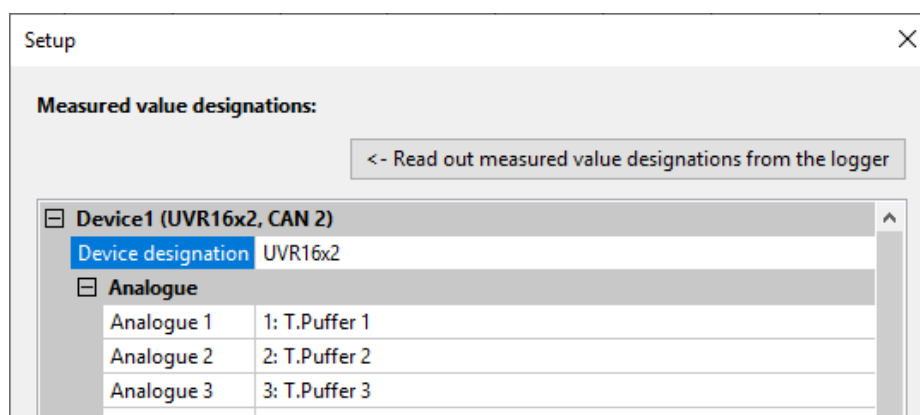 Setup
Measured value designations:
<- Read out measured value designations from the logger
Device1 (UVR16x2, CAN 2)
Device designation UVR16x2
Analogue
Analogue 1 1: T.Puffer 1
Analogue 2 2: T.Puffer 2
Analogue 3 3: T.Puffer 3